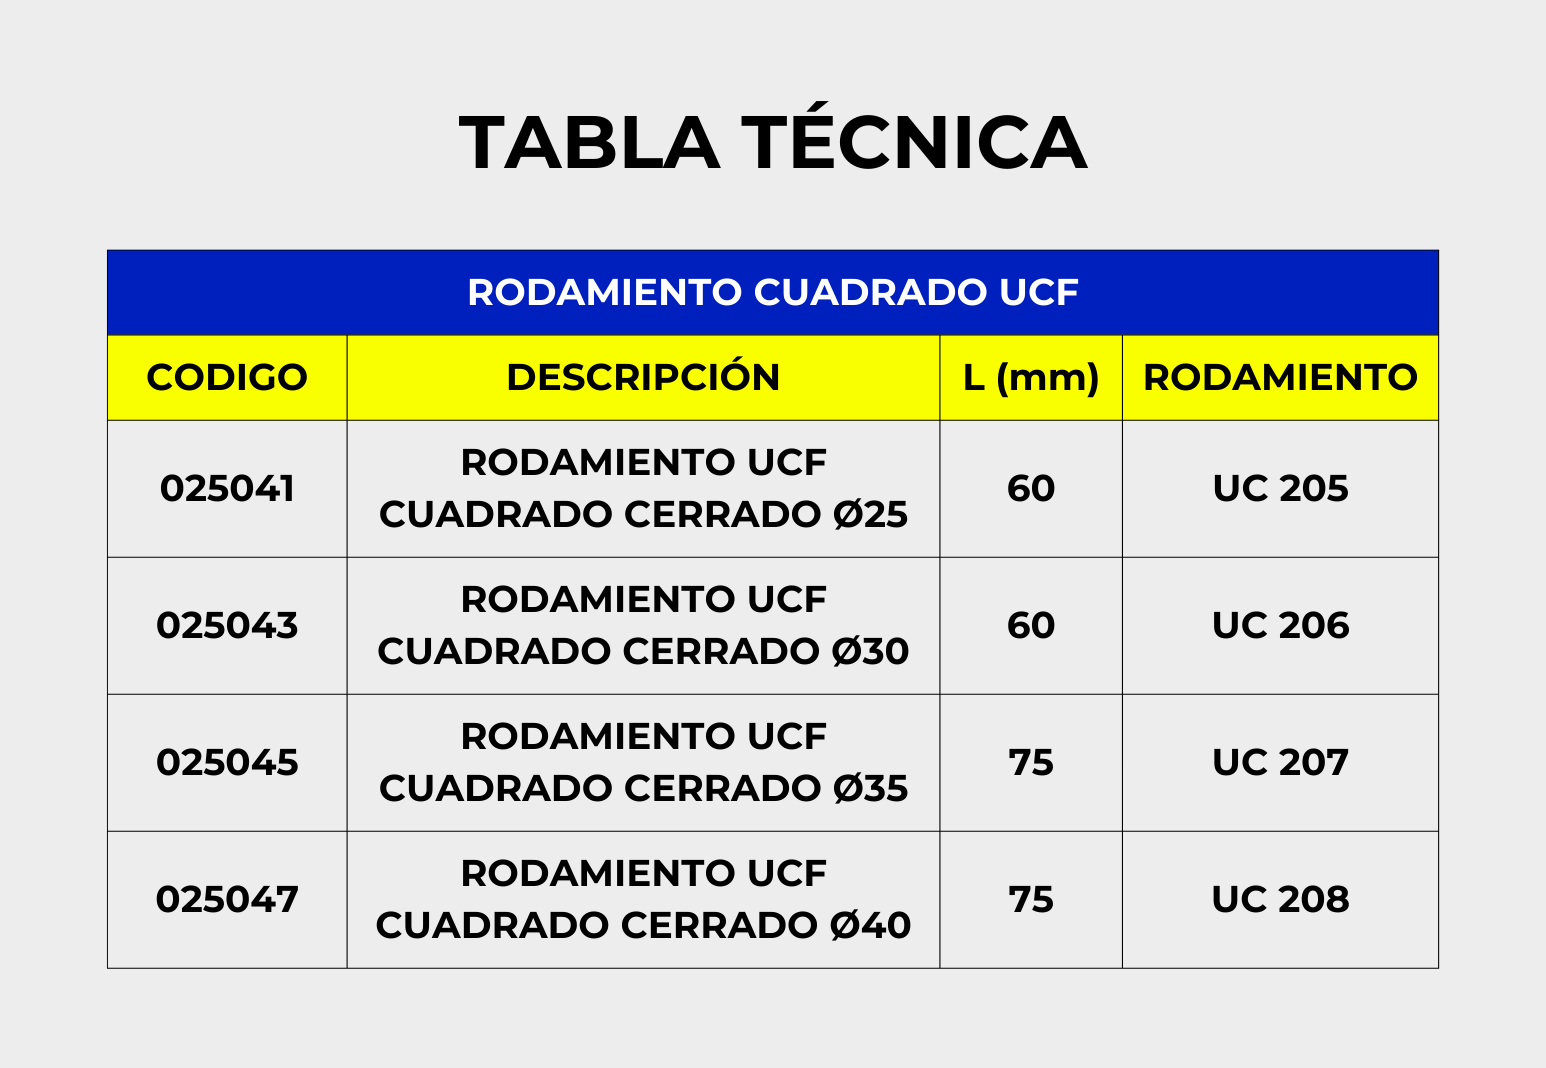 TABLA TÉCNICA
RODAMIENTO CUADRADO UCF
CODIGO DESCRIPCIÓN L (mm) RODAMIENTO
025041 RODAMIENTO UCF CUADRADO CERRADO Ø25 60 UC 205
025043 RODAMIENTO UCF CUADRADO CERRADO Ø30 60 UC 206
025045 RODAMIENTO UCF CUADRADO CERRADO Ø35 75 UC 207
025047 RODAMIENTO UCF CUADRADO CERRADO Ø40 75 UC 208